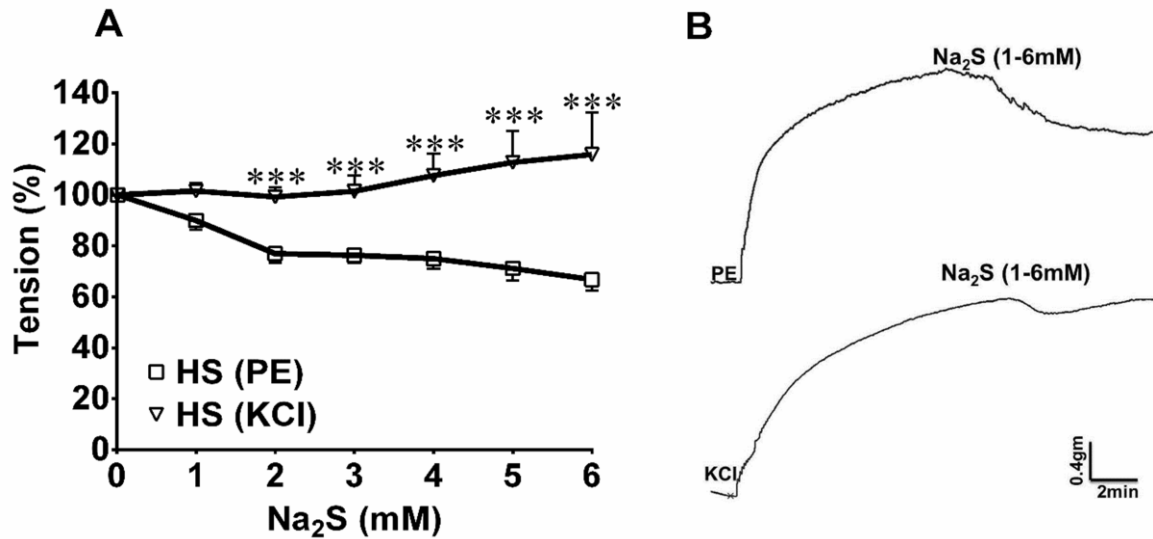 A
140
120
100
80
60
40
20
0
Tension (%)
***
***
***
***
***
HS (PE)
HS (KCl)
0 1 2 3 4 5 6
Na₂S (mM)
B
Na₂S (1-6mM)
PE
Na₂S (1-6mM)
KCl
0.4gm
2min